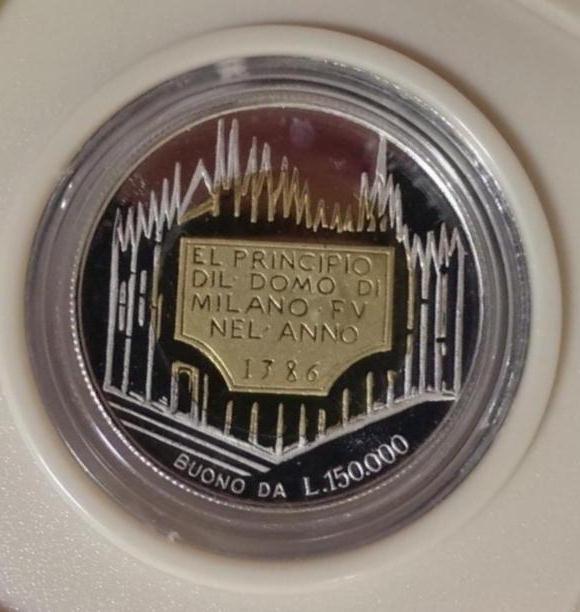 EL PRINCIPIO
DIL DOMO DI
MILANO FV
NEL ANNO
1386
BUONO DA L.150.000